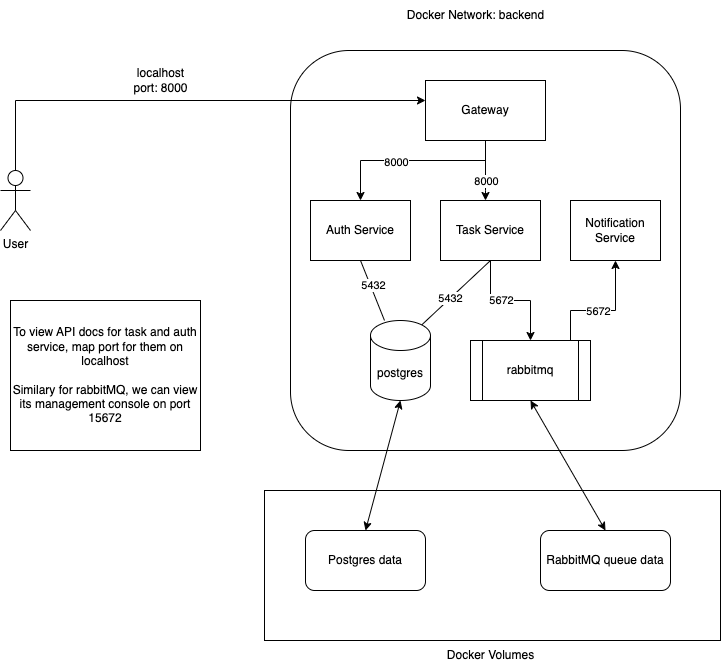 Docker Network: backend
localhost
port: 8000
Gateway
8000
8000
User
Auth Service
Task Service
Notification
Service
5432
5432
5672
5672
To view API docs for task and auth
service, map port for them on
localhost
Similary for rabbitMQ, we can view
its management console on port
15672
postgres
rabbitmq
Postgres data
RabbitMQ queue data
Docker Volumes